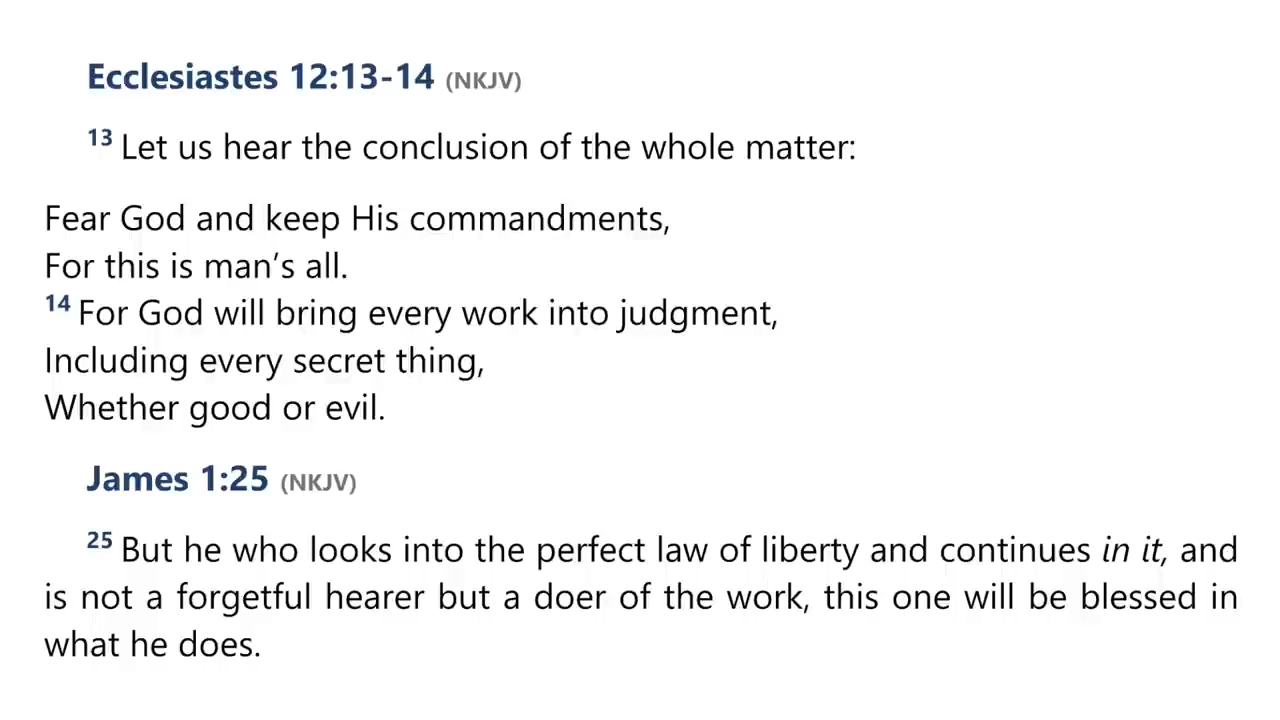 Ecclesiastes 12:13-14 (NKJV)
13 Let us hear the conclusion of the whole matter:
Fear God and keep His commandments,
For this is man’s all.
14 For God will bring every work into judgment,
Including every secret thing,
Whether good or evil.
James 1:25 (NKJV)
25 But he who looks into the perfect law of liberty and continues in it, and
is not a forgetful hearer but a doer of the work, this one will be blessed in
what he does.